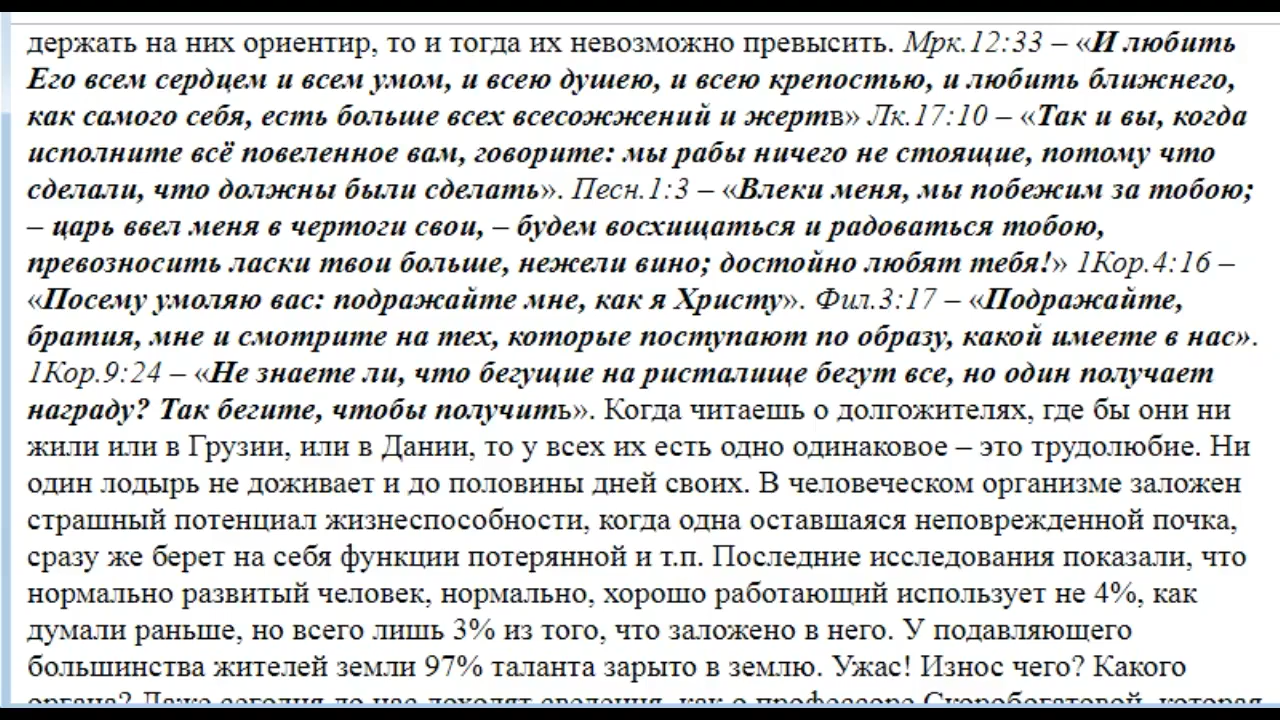 держать на них ориентир, то и тогда их невозможно превысить. Мрк.12:33 – «И любить
Его всем сердцем и всем умом, и всею душею, и всею крепостью, и любить ближнего,
как самого себя, есть больше всех всесожжений и жертв» Лк.17:10 – «Так и вы, когда
исполните всё повеленное вам, говорите: мы рабы ничего не стоящие, потому что
сделали, что должны были сделать». Песн.1:3 – «Влеки меня, мы побежим за тобою;
– царь ввел меня в чертоги свои, – будем восхищаться и радоваться тобою,
превозносить ласки твои больше, нежели вино; достойно любят тебя!» 1Кор.4:16 –
«Посему умоляю вас: подражайте мне, как я Христу». Фил.3:17 – «Подражайте,
братия, мне и смотрите на тех, которые поступают по образу, какой имеете в нас».
1Кор.9:24 – «Не знаете ли, что бегущие на ристалище бегут все, но один получает
награду? Так бегите, чтобы получить». Когда читаешь о долгожителях, где бы они ни
жили или в Грузии, или в Дании, то у всех их есть одно одинаковое – это трудолюбие. Ни
один лодырь не доживает и до половины дней своих. В человеческом организме заложен
страшный потенциал жизнеспособности, когда одна оставшаяся неповрежденной почка,
сразу же берет на себя функции потерянной и т.п. Последние исследования показали, что
нормально развитый человек, нормально, хорошо работающий использует не 4%, как
думали раньше, но всего лишь 3% из того, что заложено в него. У подавляющего
большинства жителей земли 97% таланта зарыто в землю. Ужас! Износ чего? Какого
органа? Даже сегодня до нас доходят сведения, как о профессоре Скоробогатовой, которая